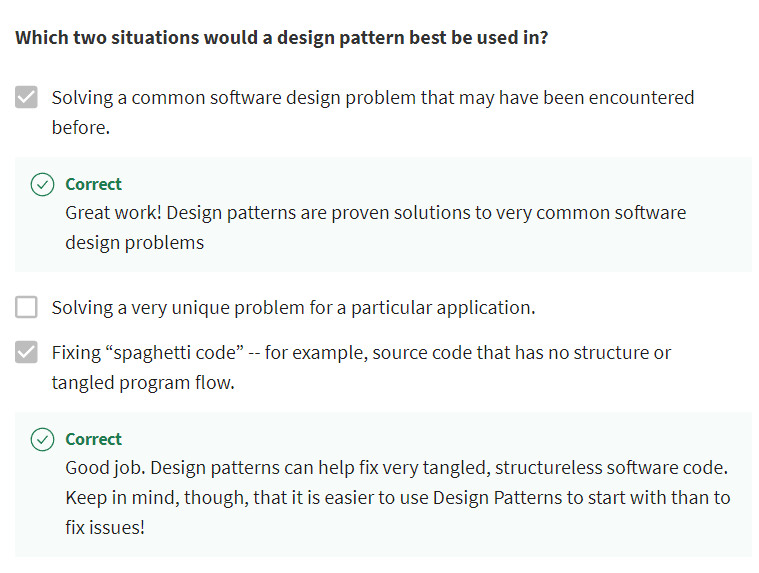 Which two situations would a design pattern best be used in?
Solving a common software design problem that may have been encountered
before.
Correct
Great work! Design patterns are proven solutions to very common software
design problems
Solving a very unique problem for a particular application.
Fixing “spaghetti code” -- for example, source code that has no structure or
tangled program flow.
Correct
Good job. Design patterns can help fix very tangled, structureless software code.
Keep in mind, though, that it is easier to use Design Patterns to start with than to
fix issues!